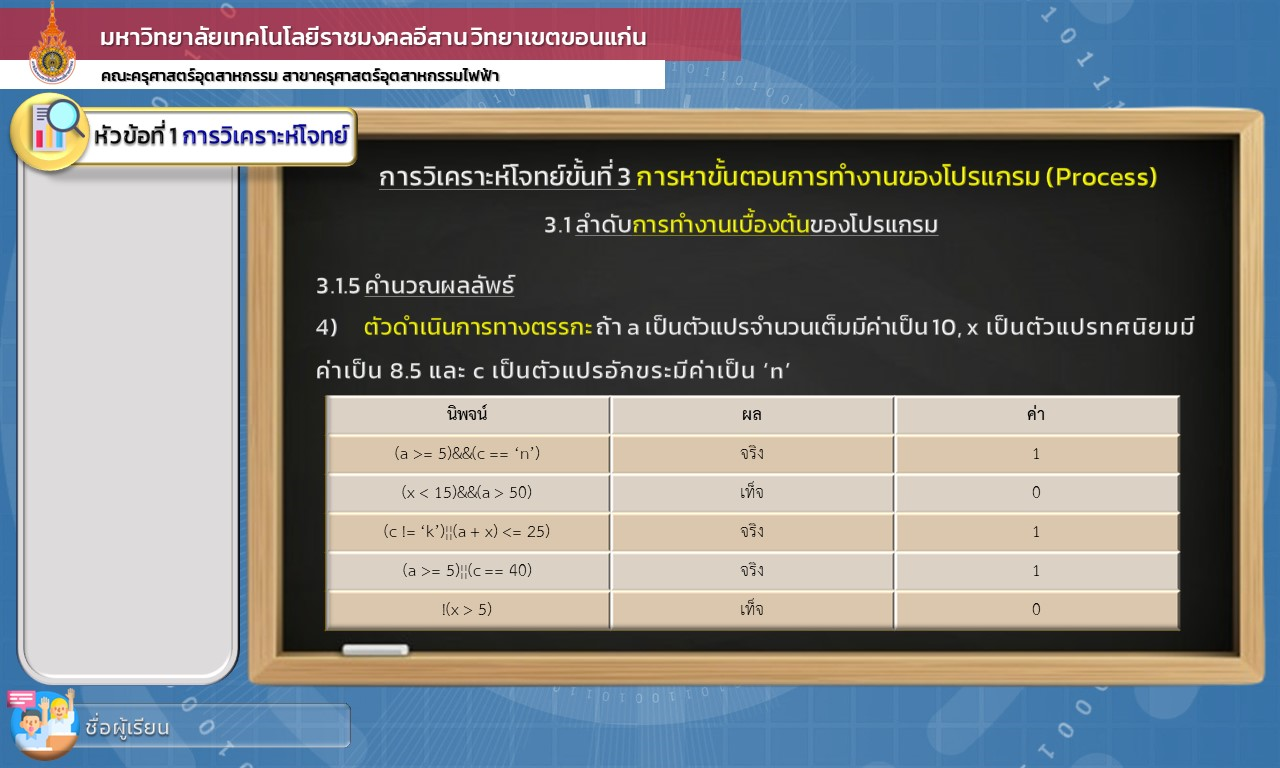 มหาวิทยาลัยเทคโนโลยีราชมงคลอีสาน วิทยาเขตขอนแก่น
คณะครุศาสตร์อุตสาหกรรม สาขาครุศาสตร์อุตสาหกรรมไฟฟ้า
หัวข้อที่ 1 การวิเคราะห์โจทย์
การวิเคราะห์โจทย์ขั้นที่ 3 การหาขั้นตอนการทำงานของโปรแกรม (Process)
3.1 ลำดับการทำงานเบื้องต้นของโปรแกรม
3.1.5 คำนวณผลลัพธ์
4) ตัวดำเนินการทางตรรกะ ถ้า a เป็นตัวแปรจำนวนเต็มมีค่าเป็น 10, x เป็นตัวแปรทศนิยมมี
ค่าเป็น 8.5 และ c เป็นตัวแปรอักขระมีค่าเป็น ‘n’
นิพจน์ ผล ค่า
(a >= 5)&&(c == ‘n’) จริง 1
(x < 15)&&(a > 50) เท็จ 0
(c != ‘k’)¦¦(a + x) <= 25) จริง 1
(a >= 5)¦¦(c == 40) จริง 1
!(x > 5) เท็จ 0
ชื่อผู้เรียน